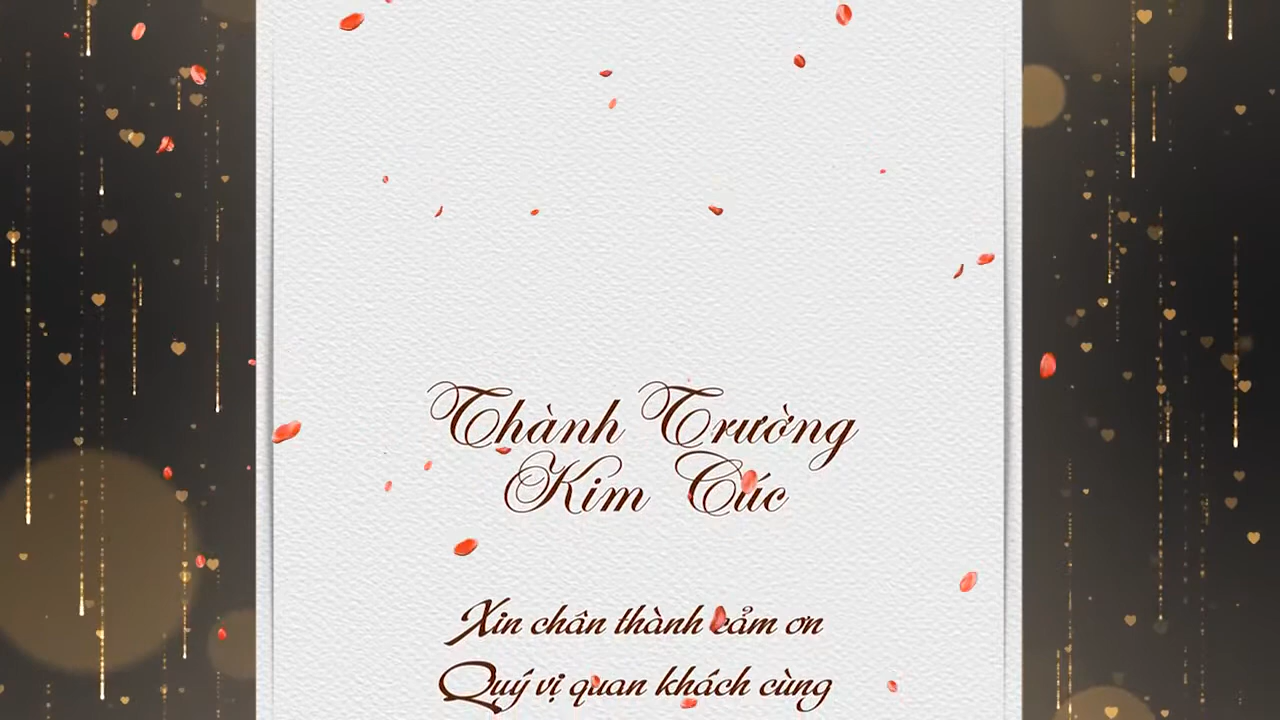 Thành Trường
Kim Cúc
Xin chân thành cảm ơn
Quý vị quan khách cùng